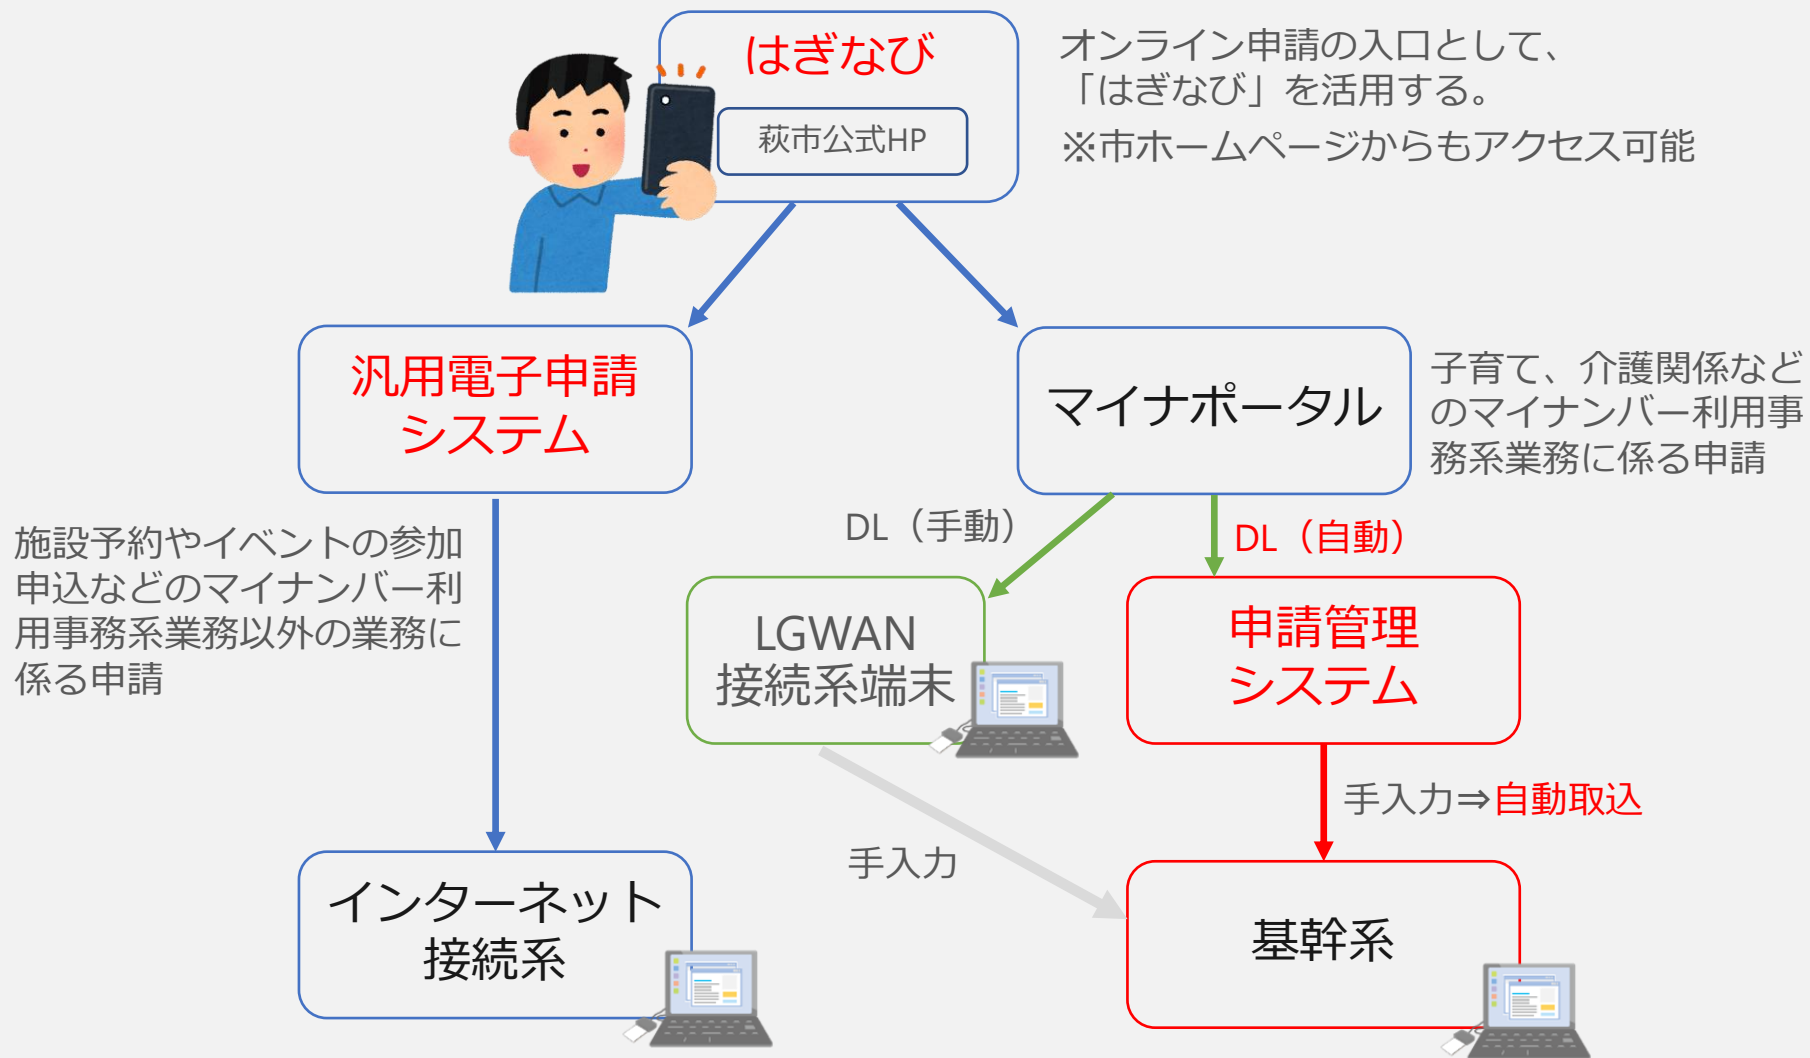 はぎなび
萩市公式HP
オンライン申請の入口として、
「はぎなび」を活用する。
※市ホームページからもアクセス可能
汎用電子申請
システム
マイナポータル
子育て、介護関係など
のマイナンバー利用事
務系業務に係る申請
施設予約やイベントの参加
申込などのマイナンバー利
用事務系業務以外の業務に
係る申請
DL（手動）
DL（自動）
LGWAN
接続系端末
申請管理
システム
手入力⇒自動取込
手入力
インターネット
接続系
基幹系